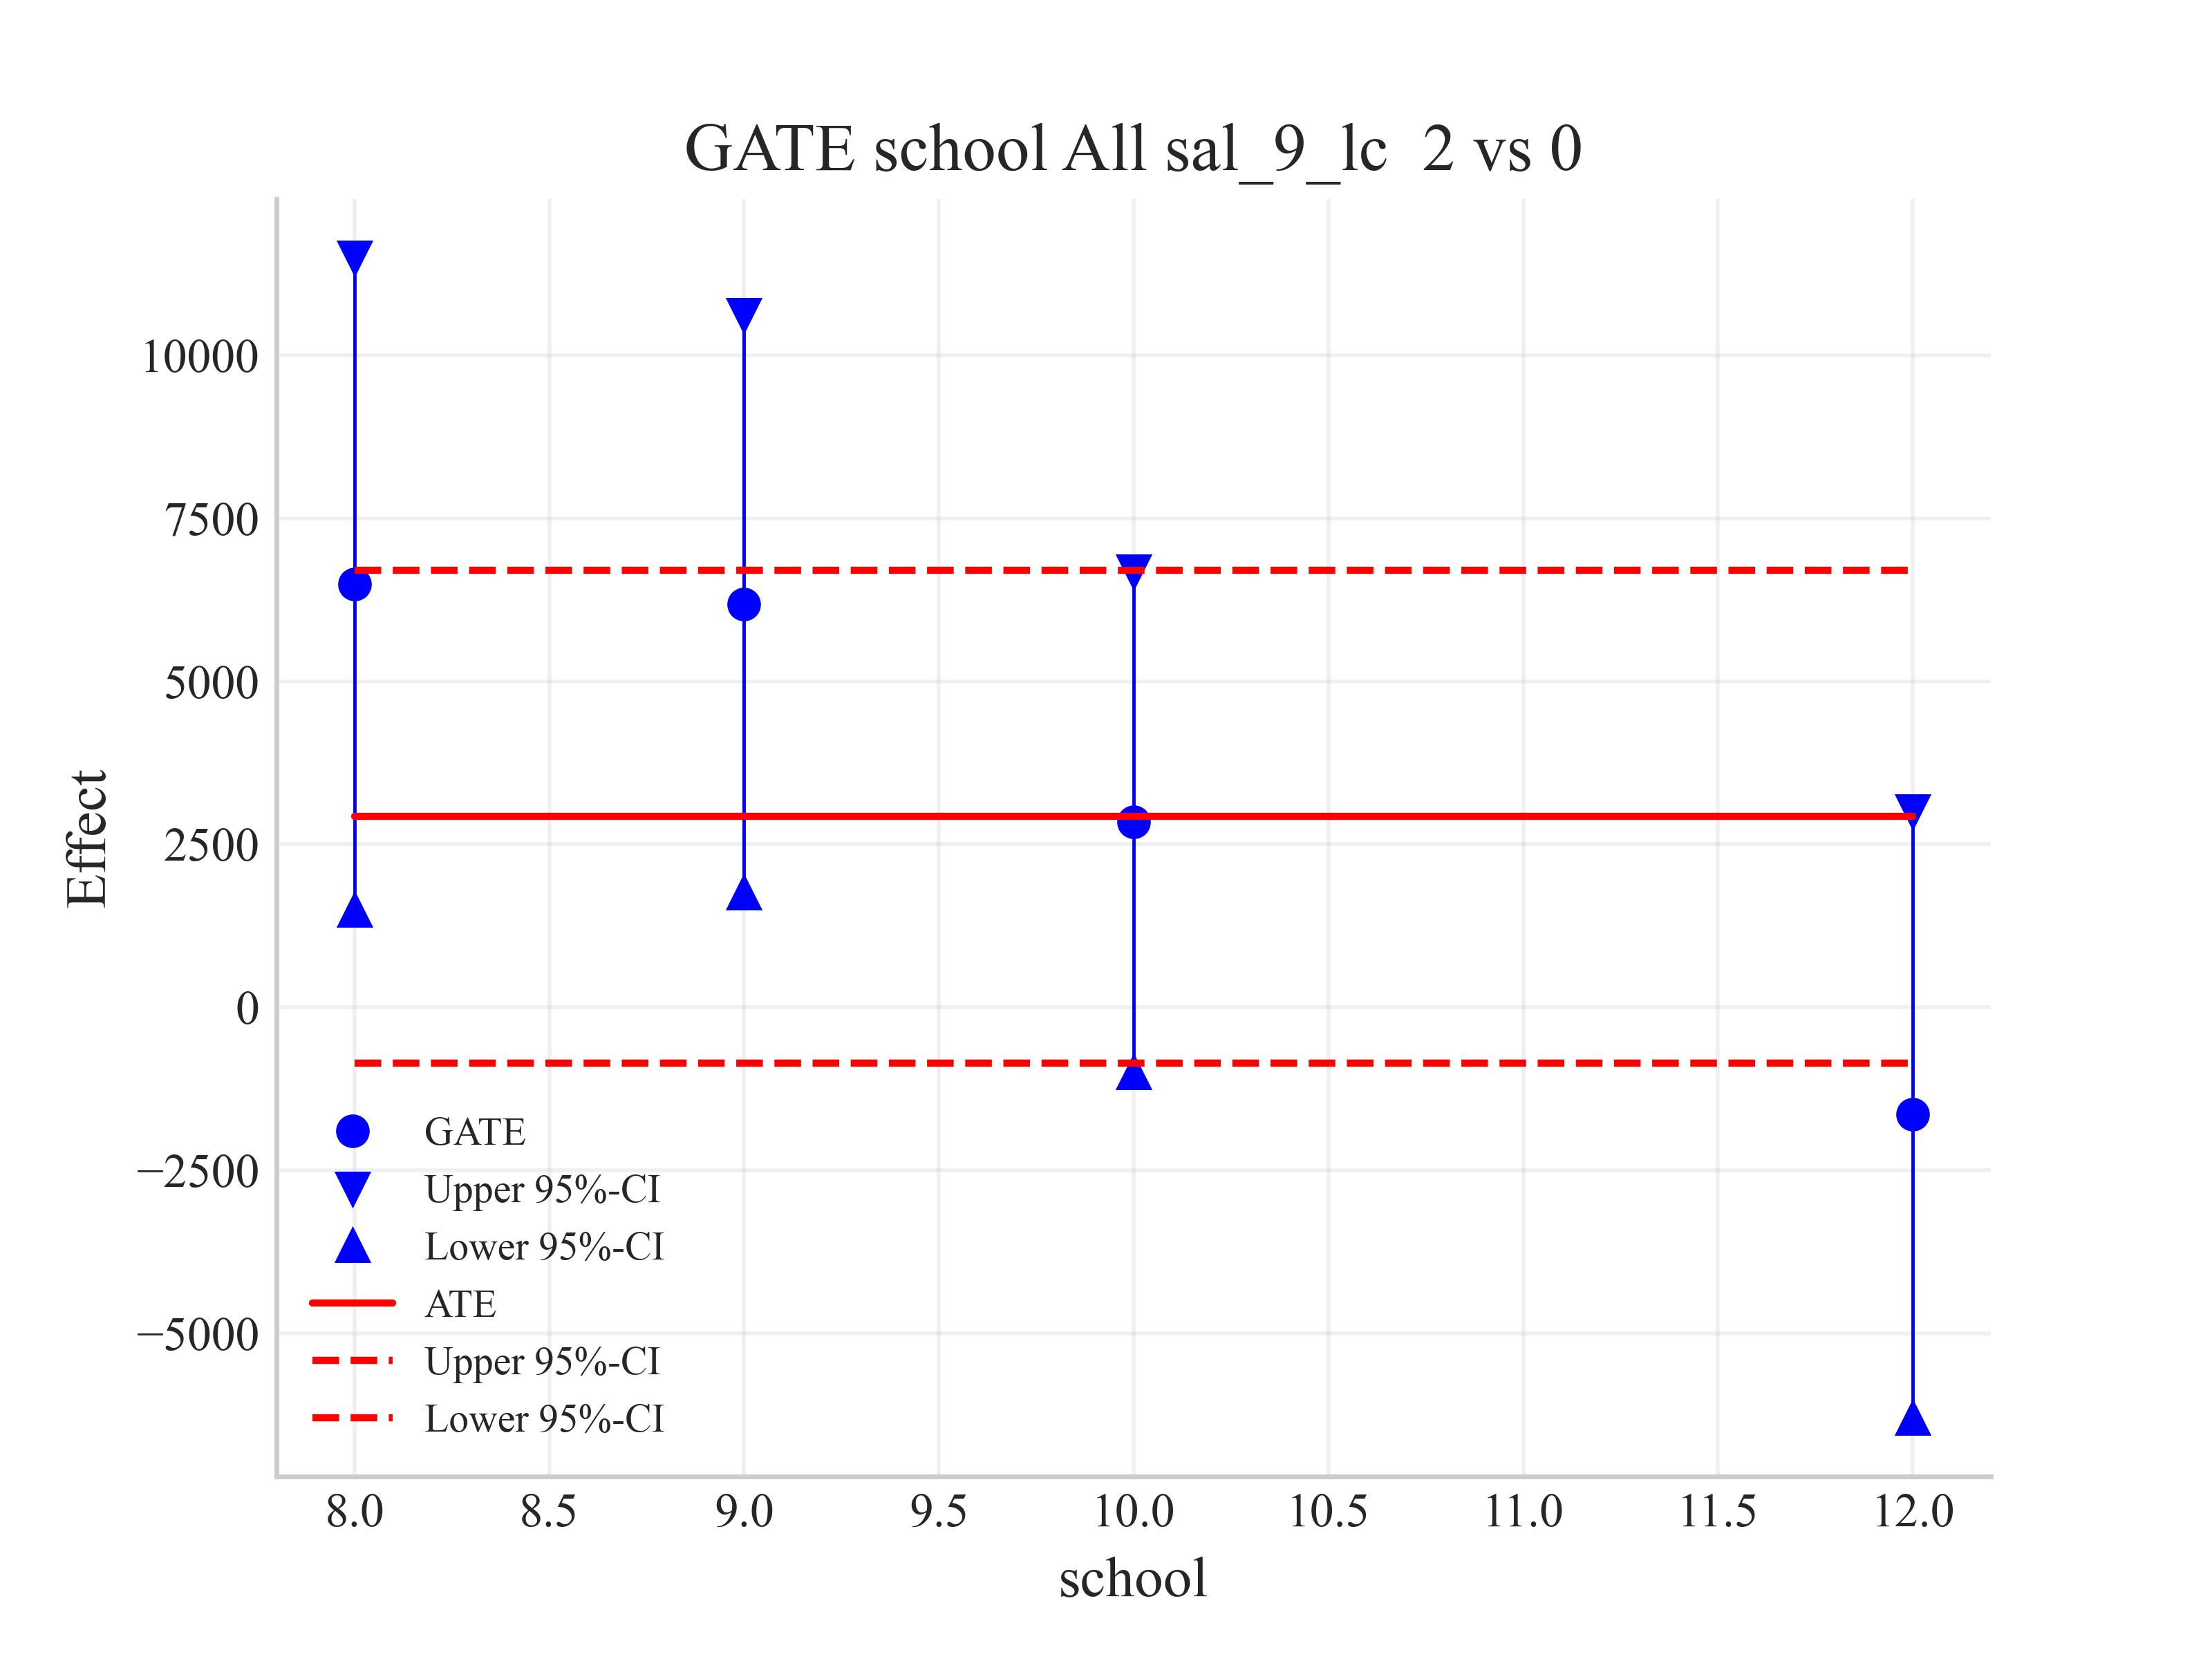 GATE school All sal_9_lc 2 vs 0
10000
7500
5000
2500
0
−2500
−5000
Effect
GATE
Upper 95%-CI
Lower 95%-CI
ATE
Upper 95%-CI
Lower 95%-CI
8.0 8.5 9.0 9.5 10.0 10.5 11.0 11.5 12.0
school